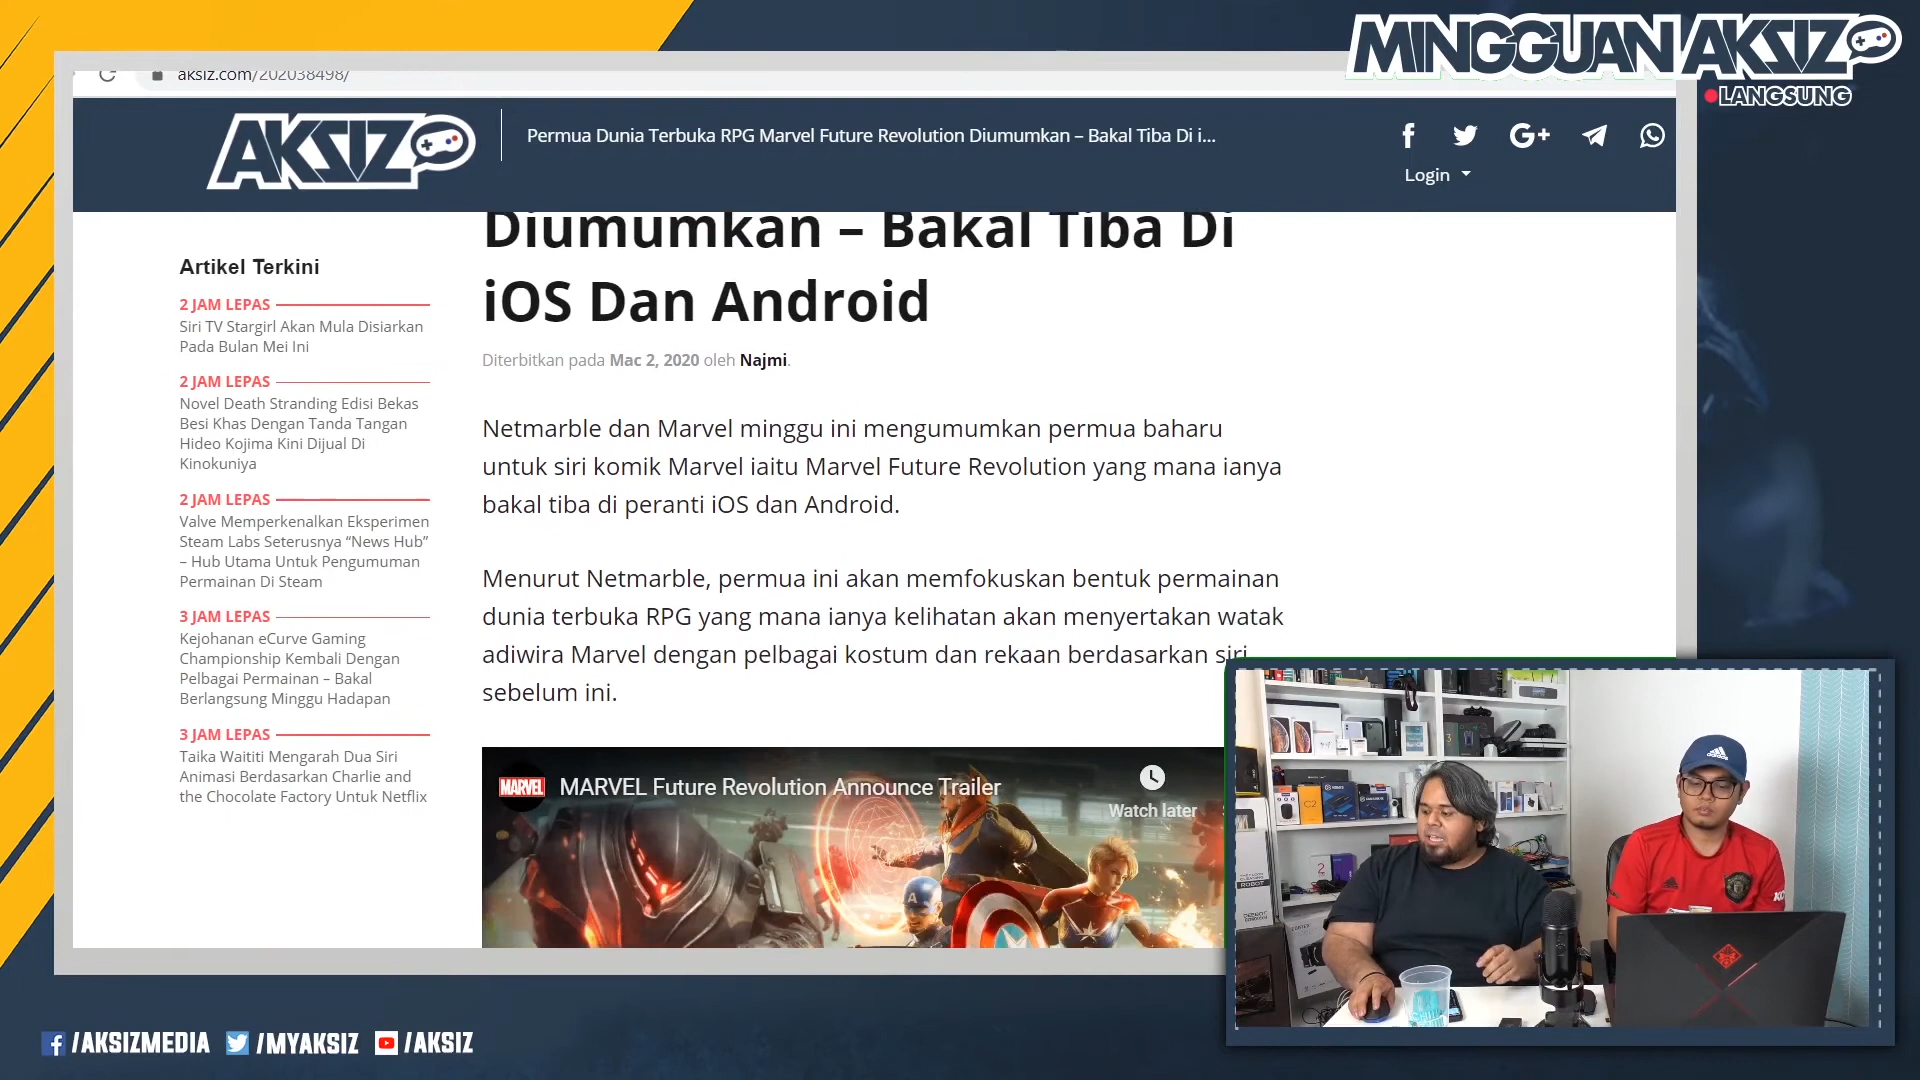 MINGGUAN AKSIZ
LANGSUNG
aksiz.com/202038498/
AKSIZ
Permua Dunia Terbuka RPG Marvel Future Revolution Diumumkan – Bakal Tiba Di i...
Login
Diumumkan – Bakal Tiba Di
iOS Dan Android
Diterbitkan pada Mac 2, 2020 oleh Najmi.
Artikel Terkini
2 JAM LEPAS
Siri TV Stargirl Akan Mula Disiarkan
Pada Bulan Mei Ini
2 JAM LEPAS
Novel Death Stranding Edisi Bekas
Besi Khas Dengan Tanda Tangan
Hideo Kojima Kini Dijual Di
Kinokuniya
2 JAM LEPAS
Valve Memperkenalkan Eksperimen
Steam Labs Seterusnya “News Hub”
– Hub Utama Untuk Pengumuman
Permainan Di Steam
3 JAM LEPAS
Kejohanan eCurve Gaming
Championship Kembali Dengan
Pelbagai Permainan – Bakal
Berlangsung Minggu Hadapan
3 JAM LEPAS
Taika Waititi Mengarah Dua Siri
Animasi Berdasarkan Charlie and
the Chocolate Factory Untuk Netflix
Netmarble dan Marvel minggu ini mengumumkan permua baharu
untuk siri komik Marvel iaitu Marvel Future Revolution yang mana ianya
bakal tiba di peranti iOS dan Android.
Menurut Netmarble, permua ini akan memfokuskan bentuk permainan
dunia terbuka RPG yang mana ianya kelihatan akan menyertakan watak
adiwira Marvel dengan pelbagai kostum dan rekaan berdasarkan siri
sebelum ini.
MARVEL
MARVEL Future Revolution Announce Trailer
Watch later
/AKSIZMEDIA /MYAKSIZ /AKSIZ